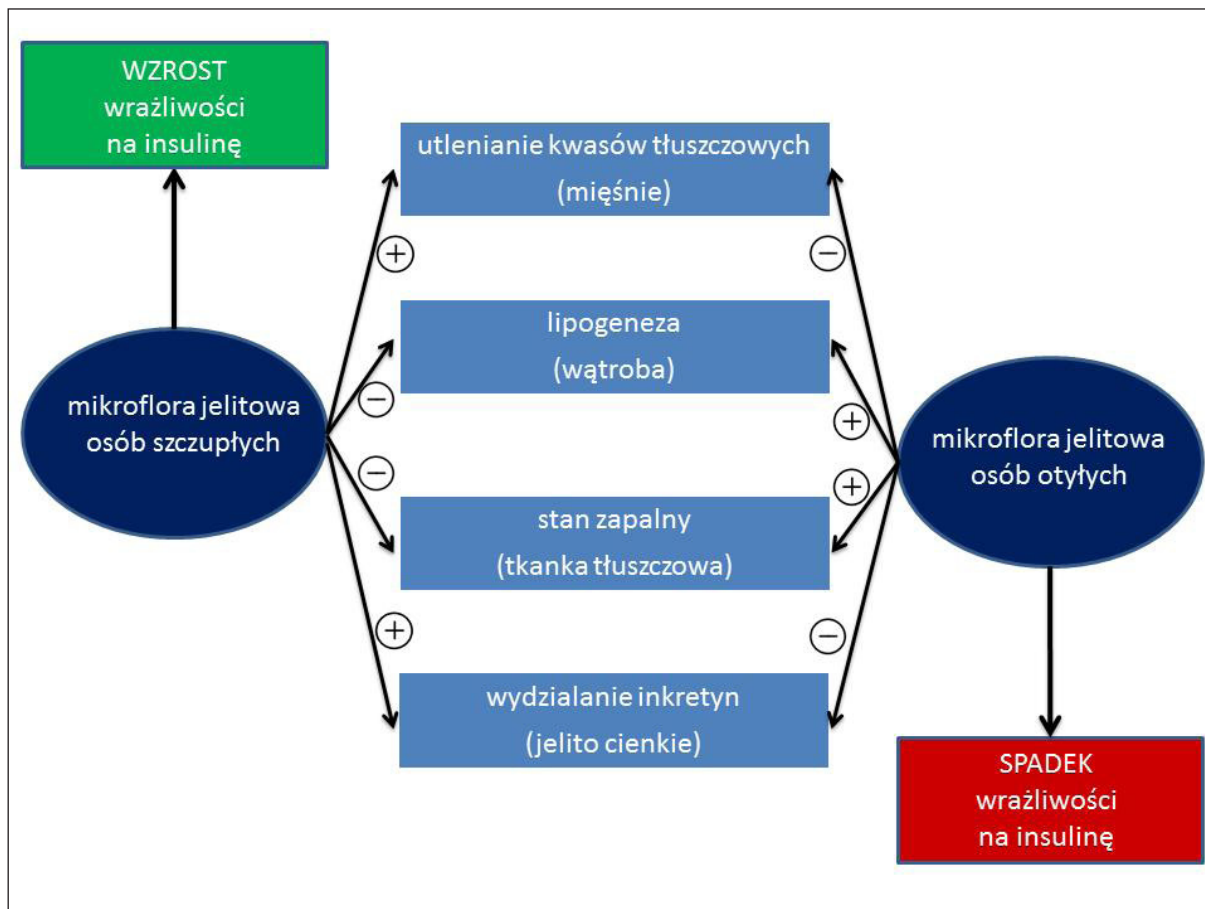 WZROST
wrażliwości
na insulinę
utlenianie kwasów tłuszczowych
(mięśnie)
+
−
lipogeneza
(wątroba)
mikroflora jelitowa
osób szczupłych
−
+
mikroflora jelitowa
osób otyłych
−
+
stan zapalny
(tkanka tłuszczowa)
+
−
wydzialanie inkretyn
(jelito cienkie)
SPADEK
wrażliwości
na insulinę